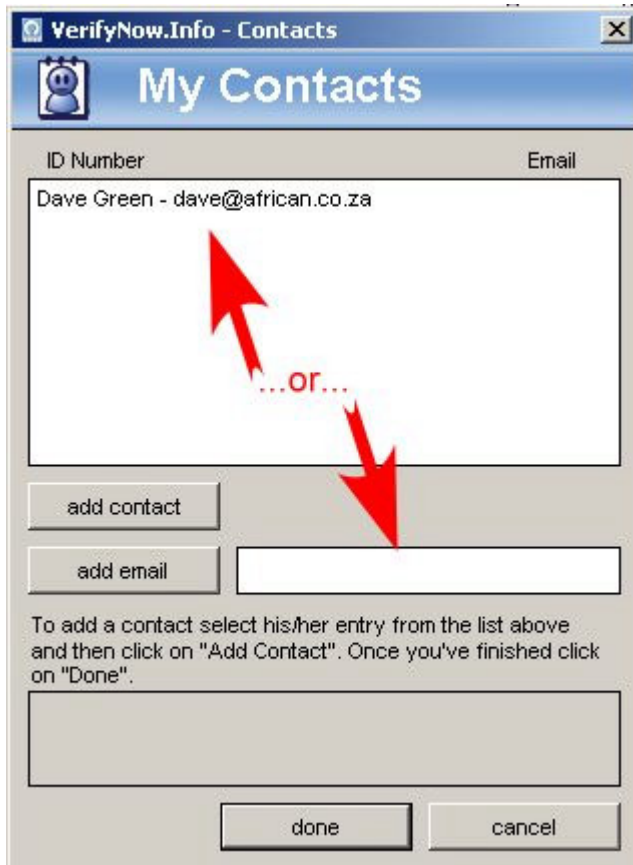 VerifyNow.Info - Contacts
My Contacts
ID Number Email
Dave Green - dave@african.co.za
...or...
add contact
add email
To add a contact select his/her entry from the list above
and then click on "Add Contact". Once you've finished click
on "Done".
done cancel